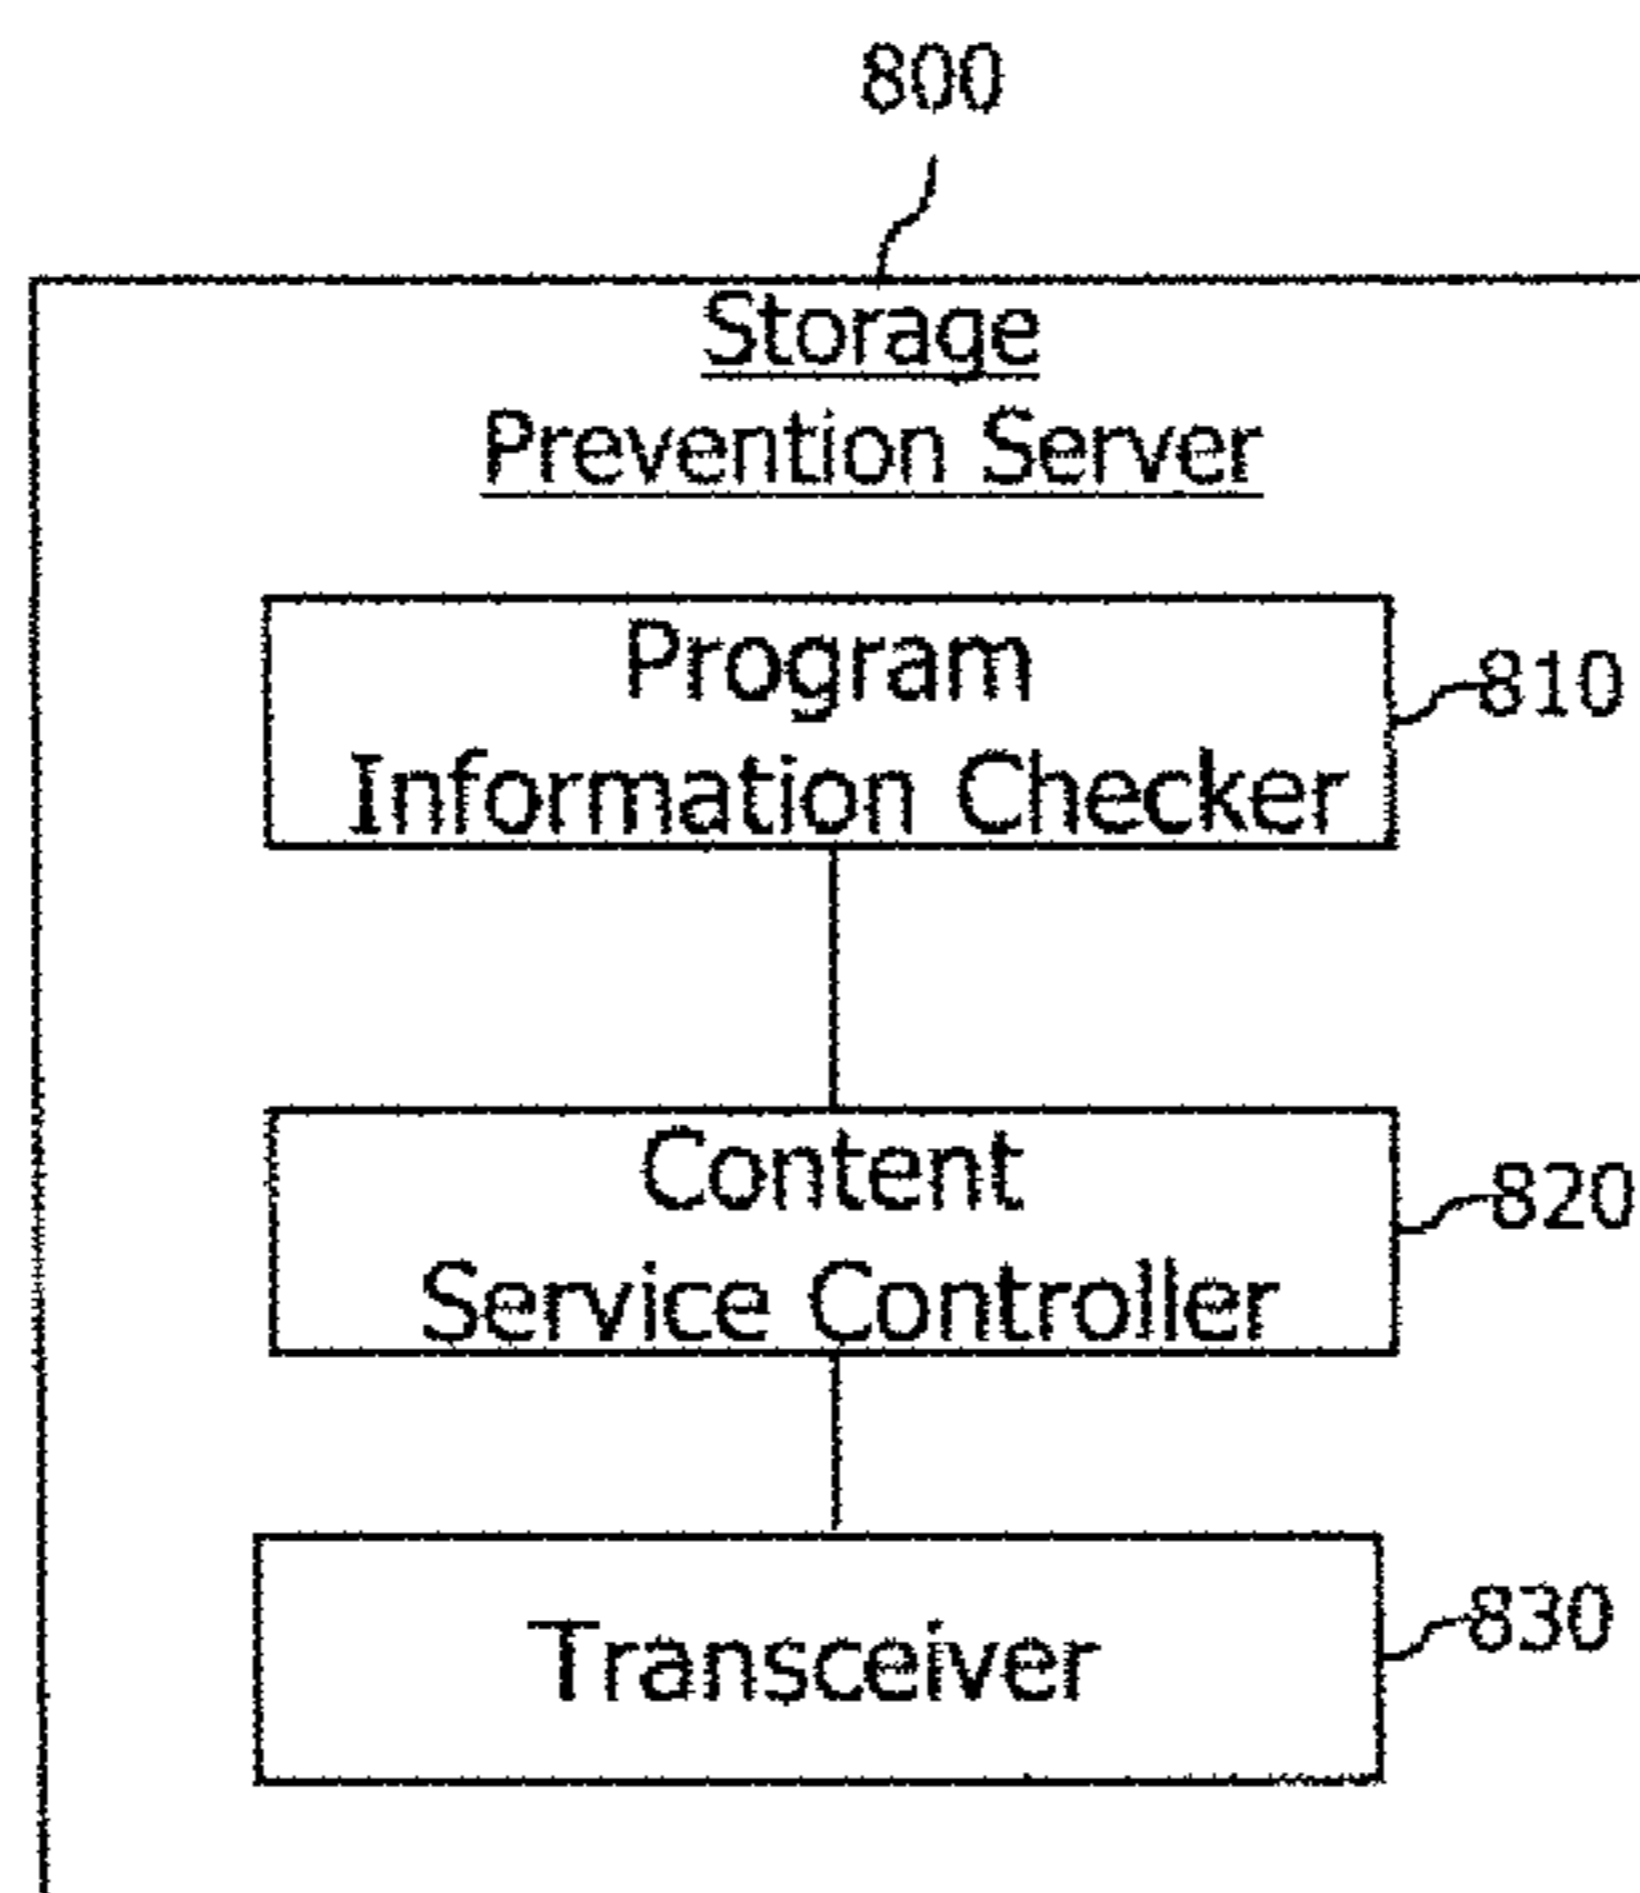 800
Storage
Prevention Server
Program
Information Checker
810
Content
Service Controller
820
Transceiver
830